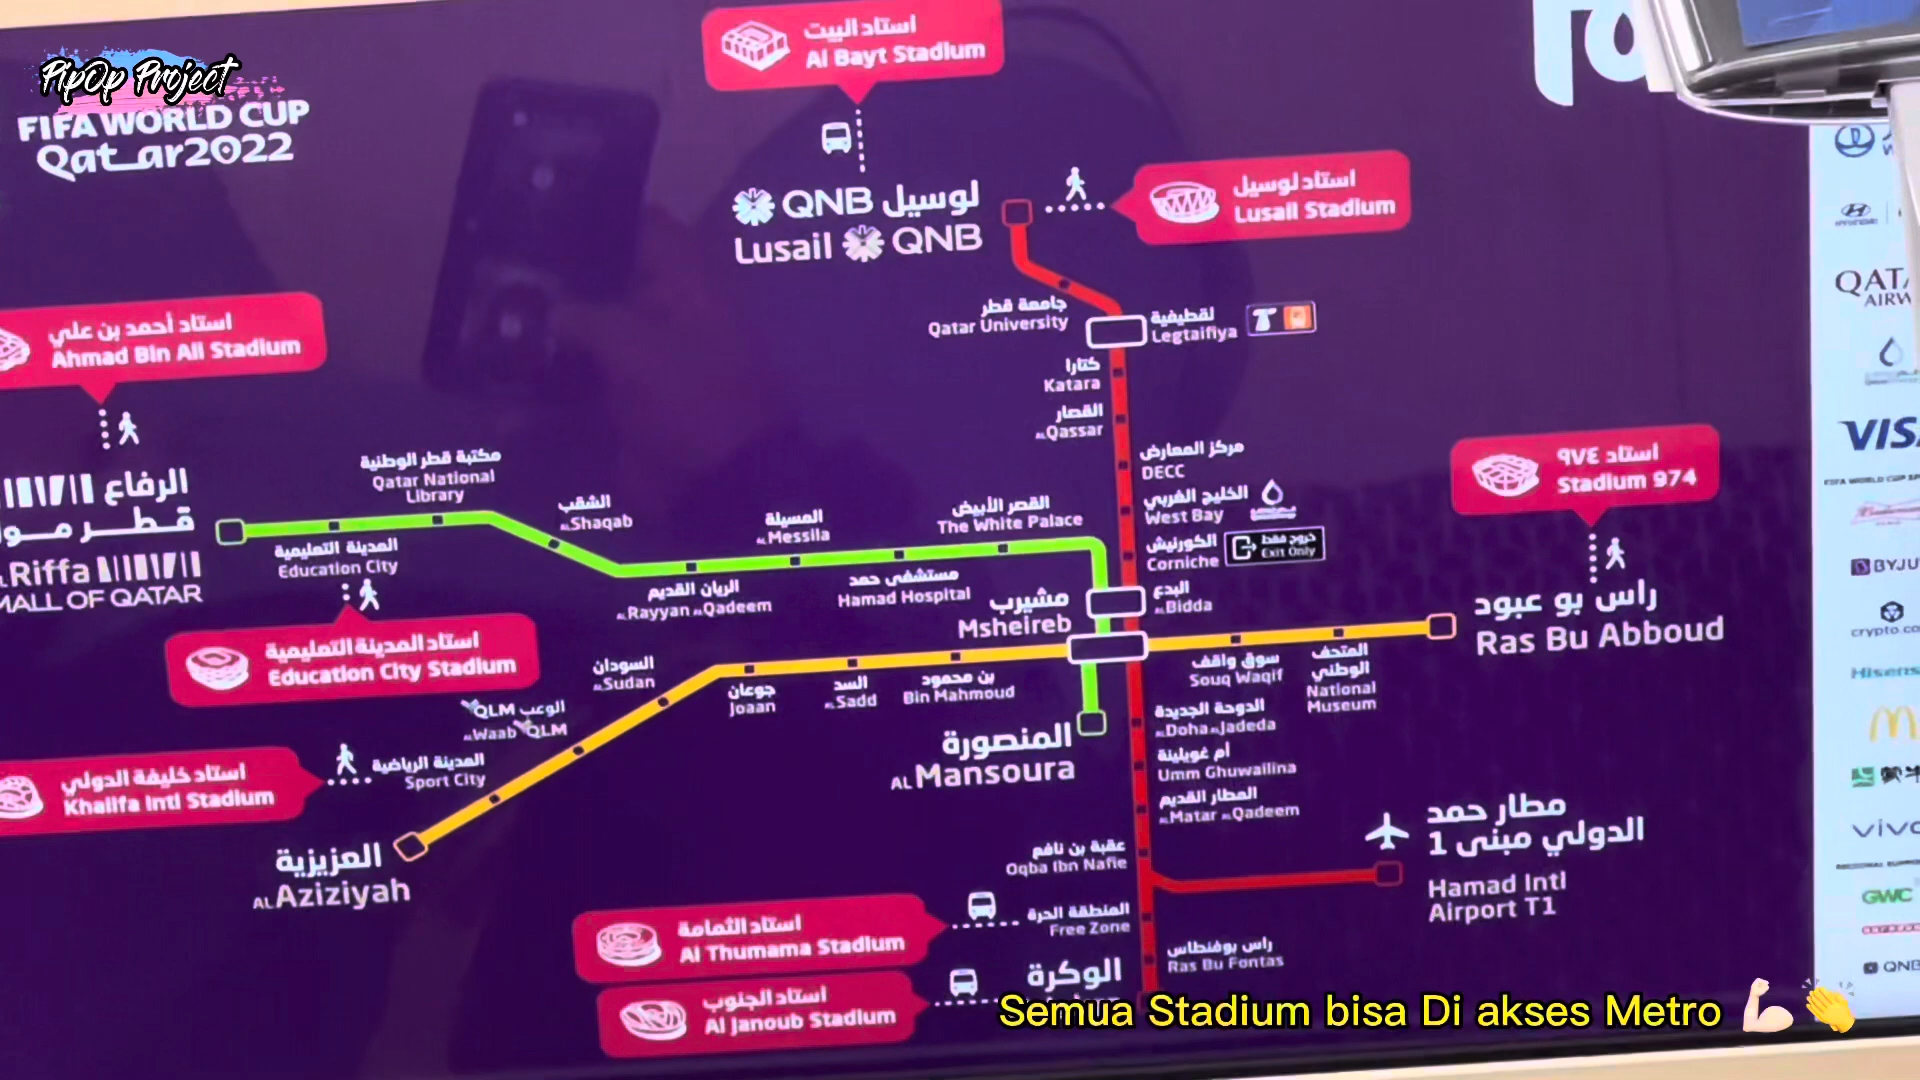 PipOp Project
FIFA WORLD CUP
Qatar2022
استاد البيت
Al Bayt Stadium
لوسيل QNB
Lusail QNB
استاد لوسيل
Lusail Stadium
جامعة قطر
Qatar University
لقطيفية
Legtaifiya
كتارا
Katara
القصار
AL Qassar
مركز المعارض
DECC
الخليج الغربي
West Bay
الكورنيش
Corniche
خروج فقط
Exit Only
البدع
AL Bidda
استاد أحمد بن علي
Ahmad Bin Ali Stadium
الرفاع
قطر مول
Riffa
MALL OF QATAR
المدينة التعليمية
Education City
استاد المدينة التعليمية
Education City Stadium
مكتبة قطر الوطنية
Qatar National
Library
الشقب
AL Shaqab
الريان القديم
AL Rayyan AL Qadeem
المسيلة
AL Messila
مستشفى حمد
Hamad Hospital
القصر الأبيض
The White Palace
مشيرب
Msheireb
استاد ٩٧٤
Stadium 974
راس بو عبود
Ras Bu Abboud
سوق واقف
Souq Waqif
المتحف
الوطني
National
Museum
السودان
AL Sudan
جوعان
Joaan
السد
AL Sadd
بن محمود
Bin Mahmoud
الوعب QLM
AL Waab QLM
المدينة الرياضية
Sport City
استاد خليفة الدولي
Khalifa Intl Stadium
العزيزية
AL Aziziyah
المنصورة
AL Mansoura
الدوحة الجديدة
AL Doha AL Jadeda
أم غويلينة
Umm Ghuwailina
المطار القديم
AL Matar AL Qadeem
عقبة بن نافع
Oqba Ibn Nafie
مطار حمد
الدولي مبنى 1
Hamad Intl
Airport T1
المنطقة الحرة
Free Zone
استاد الثمامة
Al Thumama Stadium
راس بوفنطاس
Ras Bu Fontas
الوكرة
استاد الجنوب
Al Janoub Stadium
Semua Stadium bisa Di akses Metro 💪🏻👏
QATA
AIRW
VIS
BYJU
crypto.co
Hisens
vivo
GWC
QNB